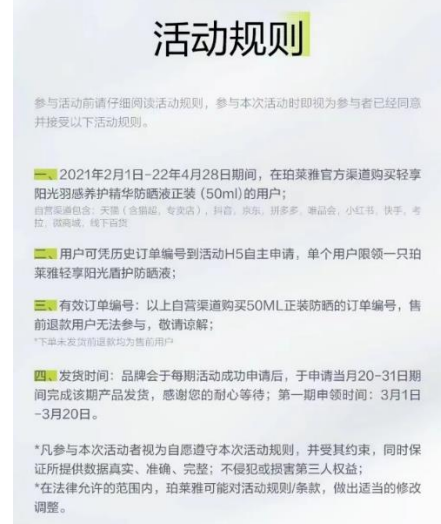 活动规则
参与活动前请仔细阅读活动规则，参与本次活动时即视为参与者已经同意
并接受以下活动规则。
一、2021年2月1日-22年4月28日期间，在珀莱雅官方渠道购买轻享
阳光羽感养护精华防晒液正装（50ml)的用户；
自营渠道包含：天猫（含猫超、专卖店），抖音，京东，拼多多，唯品会，小红书，快手，考
拉，微商城，线下百货
二、用户可凭历史订单编号到活动H5自主申请，单个用户限领一只珀
莱雅轻享阳光盾护防晒液；
三、有效订单编号：以上自营渠道购买50ML正装防晒的订单编号，售
前退款用户无法参与，敬请谅解；
*下单未发货前退款均为售前用户
四、发货时间：品牌会于每期活动成功申请后，于申请当月20-31日期
间完成该期产品发货，感谢您的耐心等待；第一期申领时间：3月1日
-3月20日。
*凡参与本次活动者视为自愿遵守本次活动规则，并受其约束，同时保
证所提供数据真实、准确、完整；不侵犯或损害第三人权益；
*在法律允许的范围内，珀莱雅可能对活动规则/条款，做出适当的修改
调整。